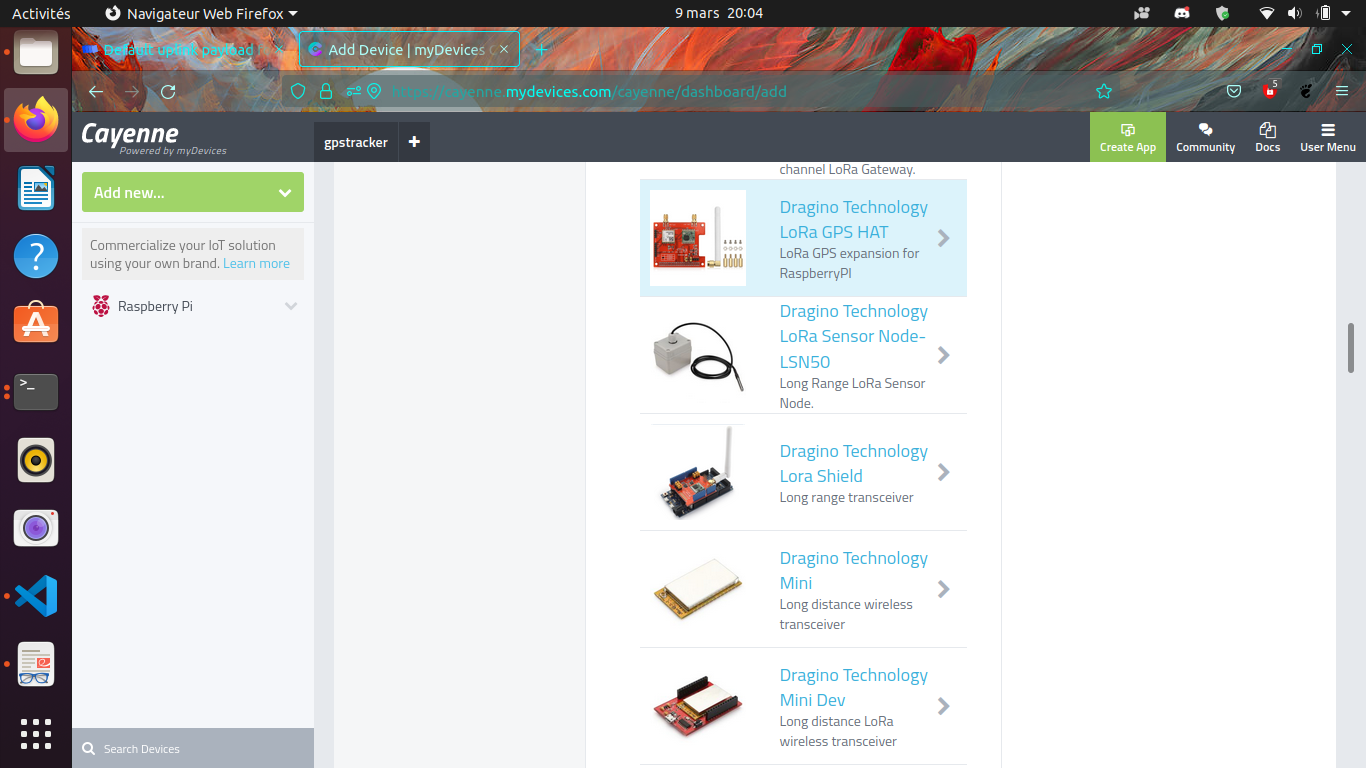 Activités
Navigateur Web Firefox
9 mars 20:04
Default uplink payload
Add Device | myDevices
https://cayenne.mydevices.com/cayenne/dashboard/add
5
Cayenne
Powered by myDevices
gpstracker
Create App
Community
Docs
User Menu
Add new...
Commercialize your IoT solution
using your own brand. Learn more
Raspberry Pi
Search Devices
channel LoRa Gateway.
Dragino Technology
LoRa GPS HAT
LoRa GPS expansion for
RaspberryPI
Dragino Technology
LoRa Sensor Node-
LSN50
Long Range LoRa Sensor
Node.
Dragino Technology
Lora Shield
Long range transceiver
Dragino Technology
Mini
Long distance wireless
transceiver
Dragino Technology
Mini Dev
Long distance LoRa
wireless transceiver